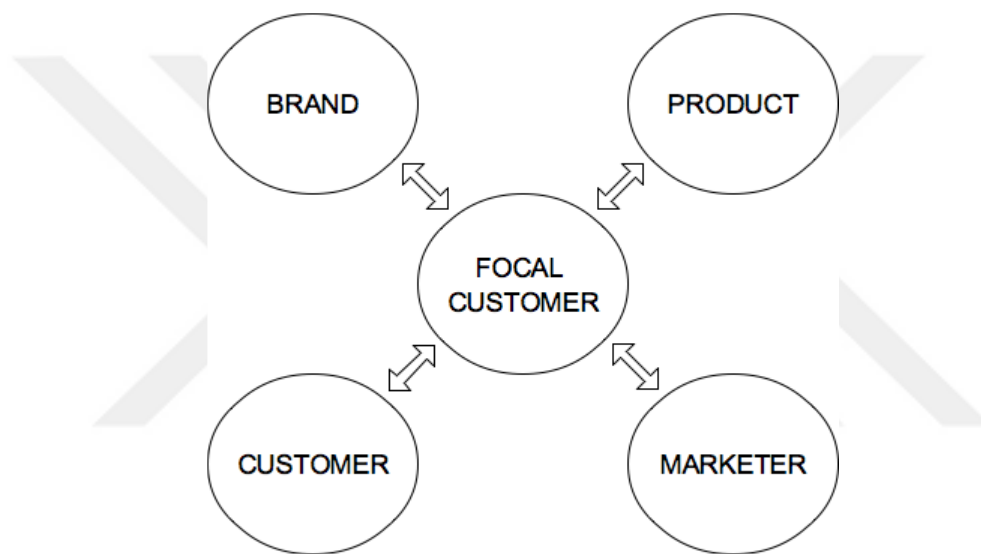 BRAND
PRODUCT
FOCAL
CUSTOMER
CUSTOMER
MARKETER